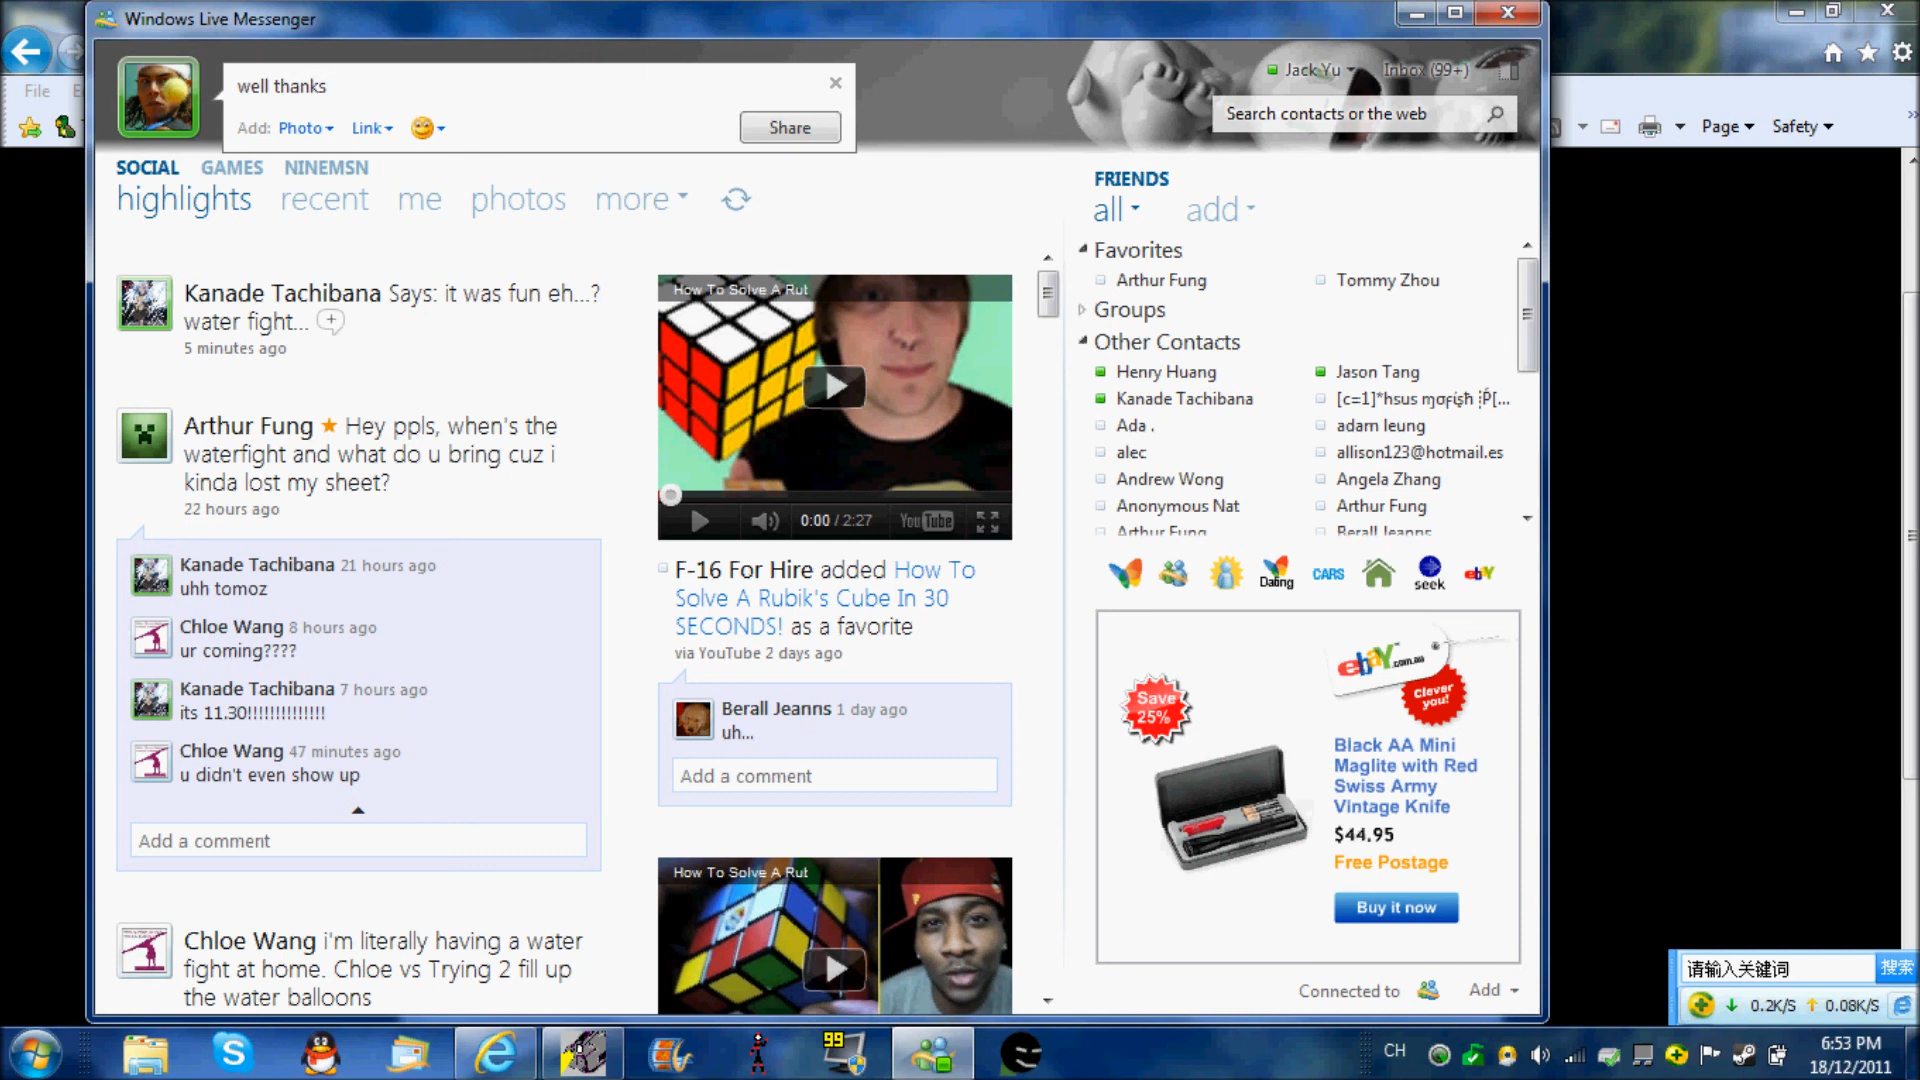 Windows Live Messenger
well thanks
Add: Photo Link
Share
Jack Yu
Inbox (99+)
Search contacts or the web
File
Page Safety
SOCIAL GAMES NINEMSN
highlights recent me photos more
Kanade Tachibana Says: it was fun eh...?
water fight...
5 minutes ago
Arthur Fung Hey ppls, when's the
waterfight and what do u bring cuz i
kinda lost my sheet?
22 hours ago
Kanade Tachibana 21 hours ago
uhh tomoz
Chloe Wang 8 hours ago
ur coming????
Kanade Tachibana 7 hours ago
its 11.30!!!!!!!!!!!!!!
Chloe Wang 47 minutes ago
u didn't even show up
Add a comment
Chloe Wang i'm literally having a water
fight at home. Chloe vs Trying 2 fill up
the water balloons
How To Solve A Rut
0:00 / 2:27
YouTube
F-16 For Hire added How To
Solve A Rubik's Cube In 30
SECONDS! as a favorite
via YouTube 2 days ago
Berall Jeanns 1 day ago
uh...
Add a comment
How To Solve A Rut
FRIENDS
all add
Favorites
Arthur Fung Tommy Zhou
Groups
Other Contacts
Henry Huang Jason Tang
Kanade Tachibana
Ada . adam leung
alec allison123@hotmail.es
Andrew Wong Angela Zhang
Anonymous Nat Arthur Fung
Arthur Fung Berall Jeanns
Dating CARS seek ebY
Save
25%
ebay.com.au
Clever
you!
Black AA Mini
Maglite with Red
Swiss Army
Vintage Knife
$44.95
Free Postage
Buy it now
Connected to Add
请输入关键词 搜索
0.2K/S 0.08K/S
99
CH
6:53 PM
18/12/2011